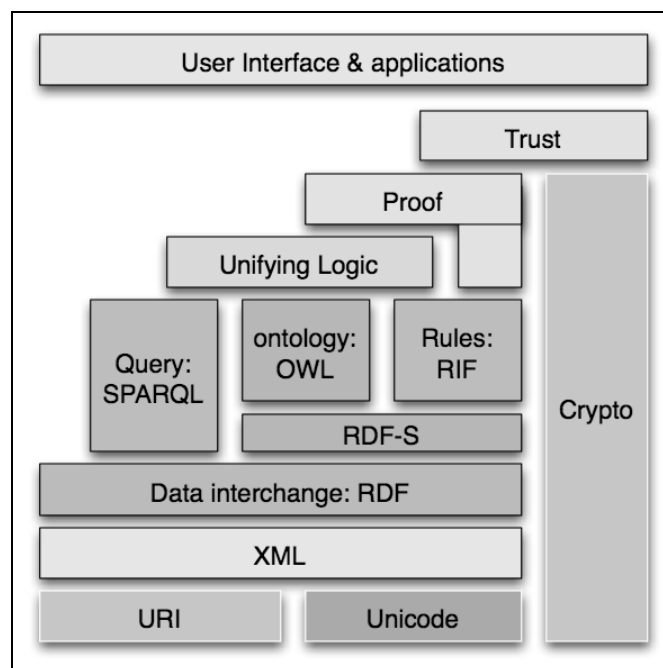 User Interface & applications
Trust
Proof
Unifying Logic
Query:
SPARQL
ontology:
OWL
Rules:
RIF
Crypto
RDF-S
Data interchange: RDF
XML
URI
Unicode